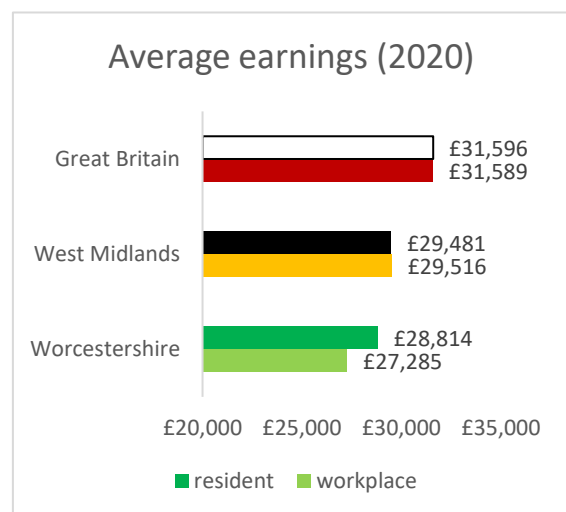 Average earnings (2020)
Great Britain
£31,596
£31,589
West Midlands
£29,481
£29,516
Worcestershire
£28,814
£27,285
£20,000 £25,000 £30,000 £35,000
resident workplace